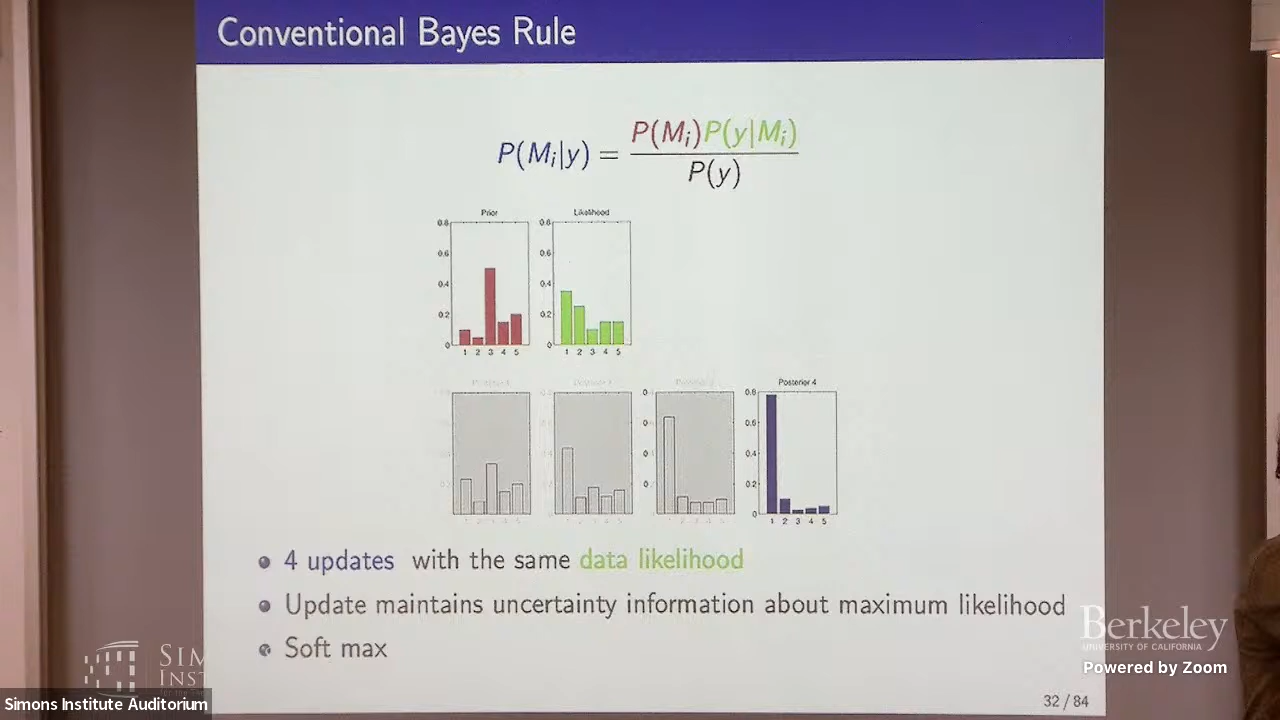 Conventional Bayes Rule
P(M_i|y) = P(M_i)P(y|M_i) / P(y)
Prior
Likelihood
0.8
0.6
0.4
0.2
0
1 2 3 4 5
0.8
0.6
0.4
0.2
0
1 2 3 4 5
Posterior 4
0.8
0.6
0.4
0.2
0
1 2 3 4 5
4 updates with the same data likelihood
Update maintains uncertainty information about maximum likelihood
Soft max
32 / 84
Berkeley
UNIVERSITY OF CALIFORNIA
Powered by Zoom
SIM
INST
Simons Institute Auditorium